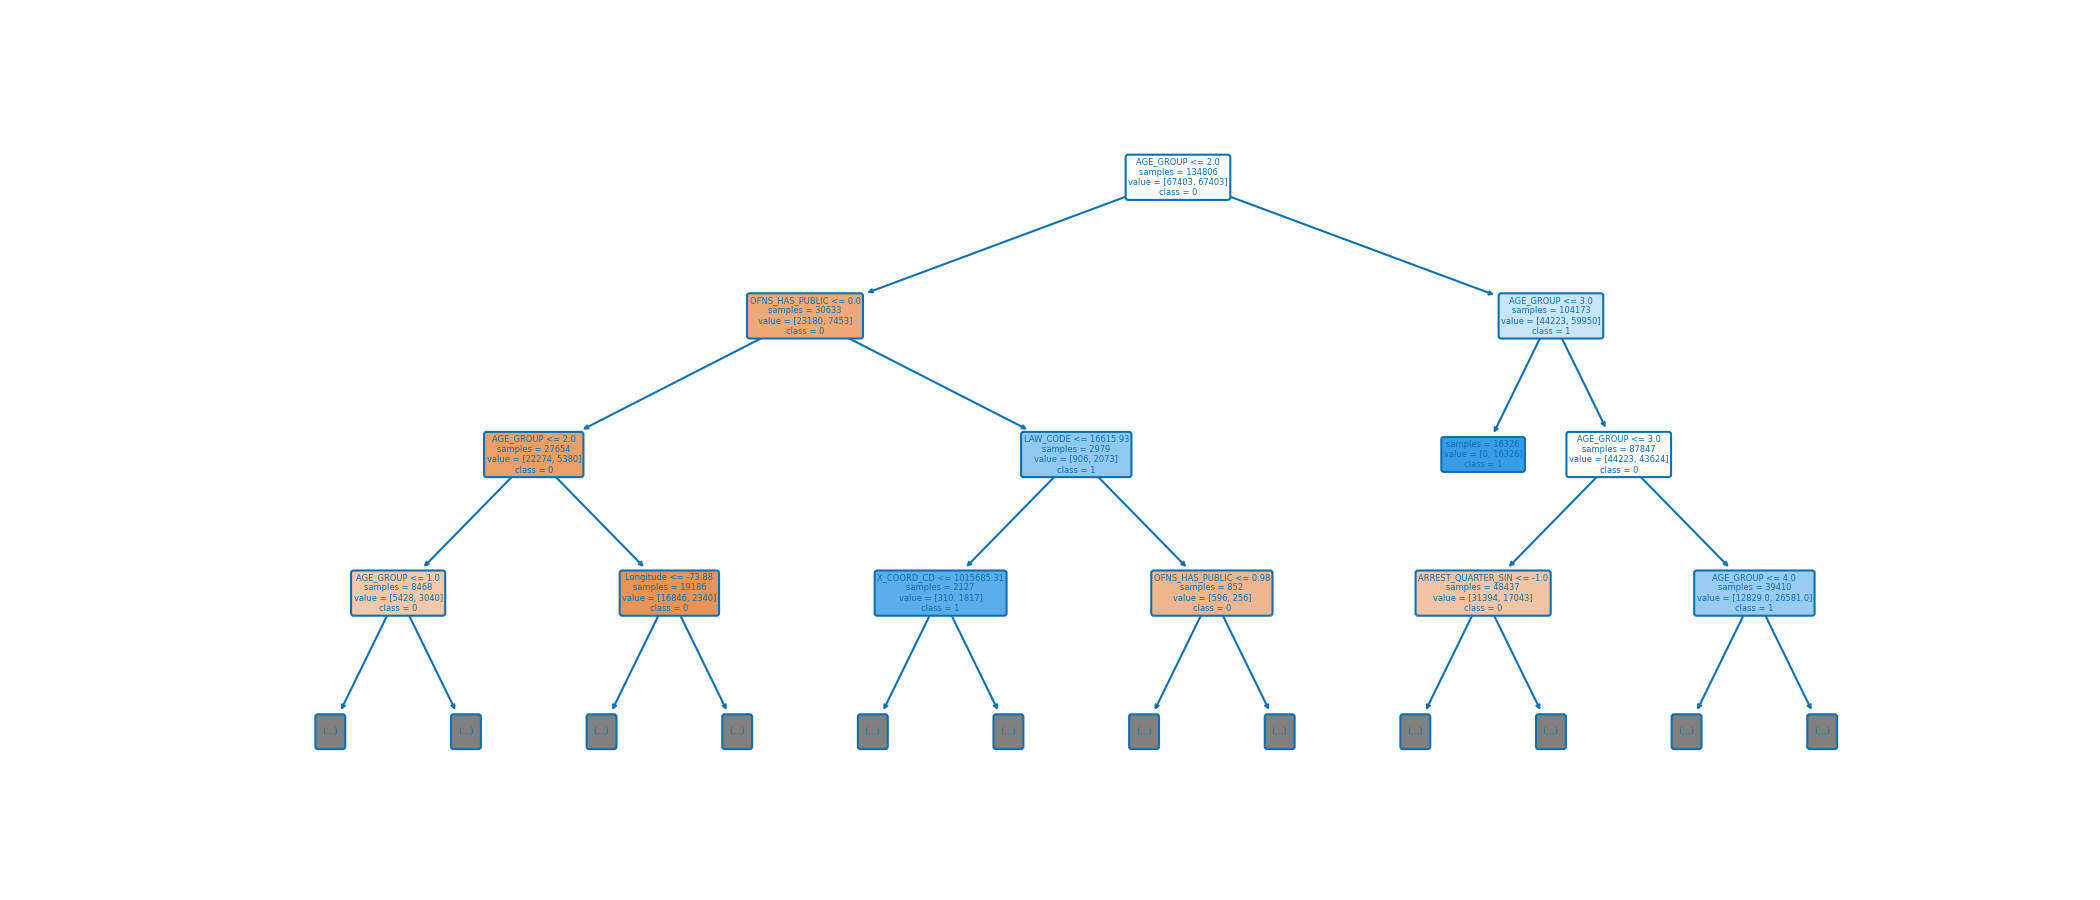 AGE_GROUP <= 2.0
samples = 134806
value = [67403, 67403]
class = 0
OFNS_HAS_PUBLIC <= 0.0
samples = 30633
value = [23180, 7453]
class = 0
AGE_GROUP <= 3.0
samples = 104173
value = [44223, 59950]
class = 1
AGE_GROUP <= 2.0
samples = 27654
value = [22274, 5380]
class = 0
LAW_CODE <= 16615.93
samples = 2979
value = [906, 2073]
class = 1
samples = 16326
value = [0, 16326]
class = 1
AGE_GROUP <= 3.0
samples = 87847
value = [44223, 43624]
class = 0
AGE_GROUP <= 1.0
samples = 8468
value = [5428, 3040]
class = 0
Longitude <= -73.88
samples = 19186
value = [16846, 2340]
class = 0
X_COORD_CD <= 1015685.31
samples = 2127
value = [310, 1817]
class = 1
OFNS_HAS_PUBLIC <= 0.98
samples = 852
value = [596, 256]
class = 0
ARREST_QUARTER_SIN <= -1.0
samples = 48437
value = [31394, 17043]
class = 0
AGE_GROUP <= 4.0
samples = 39410
value = [12829.0, 26581.0]
class = 1
(...)
(...)
(...)
(...)
(...)
(...)
(...)
(...)
(...)
(...)
(...)
(...)